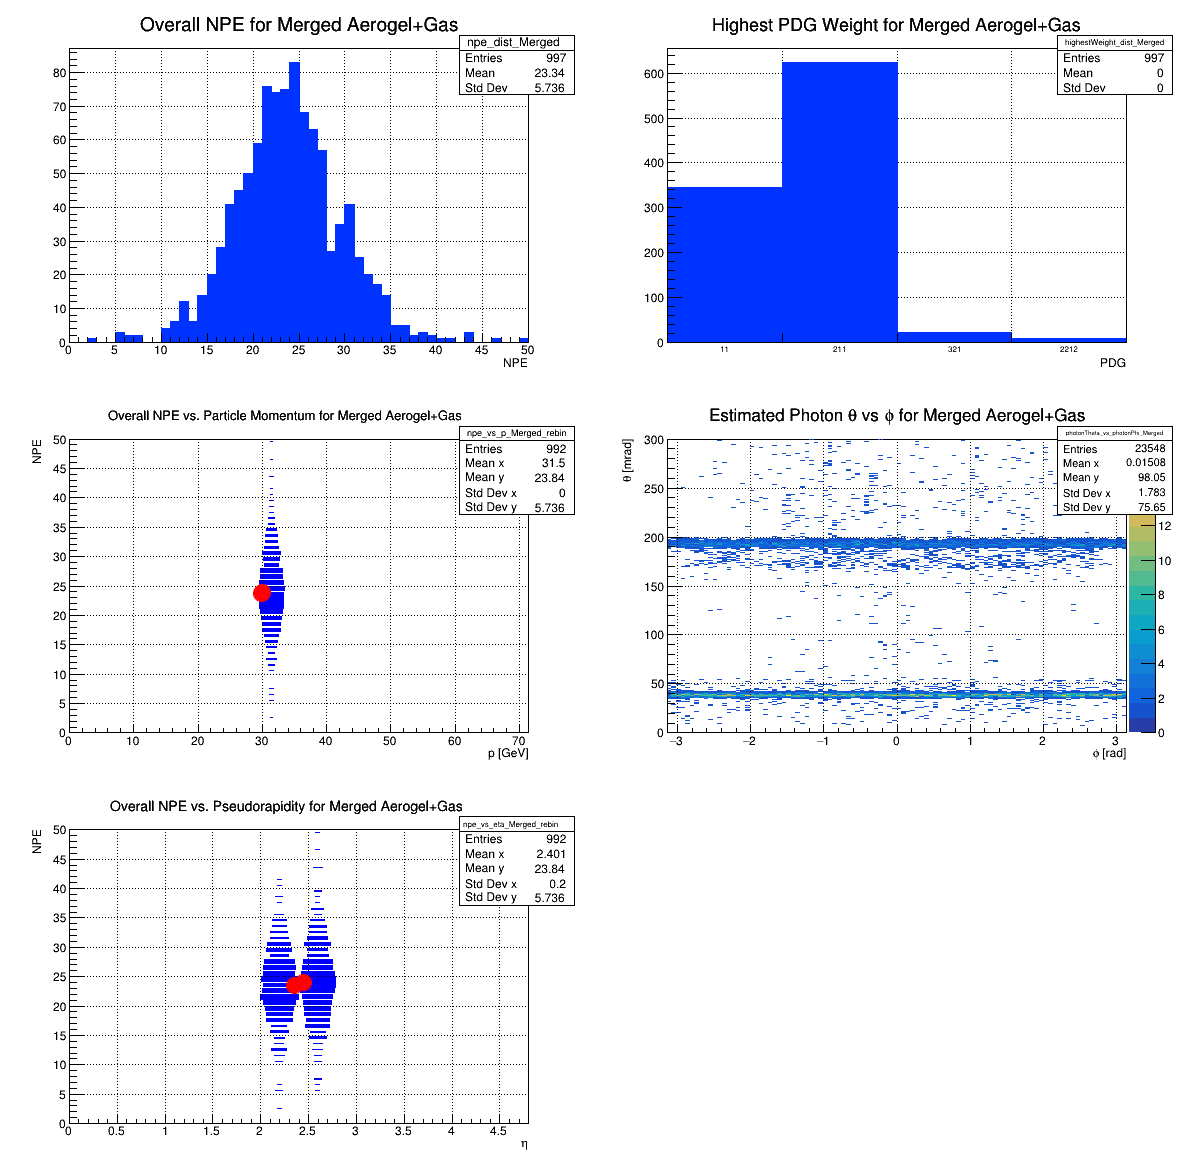 Overall NPE for Merged Aerogel+Gas
npe_dist_Merged
Entries 997
Mean 23.34
Std Dev 5.736
80
70
60
50
40
30
20
10
0
0 5 10 15 20 25 30 35 40 45 50
NPE
Highest PDG Weight for Merged Aerogel+Gas
highestWeight_dist_Merged
Entries 997
Mean 0
Std Dev 0
600
500
400
300
200
100
0
11 211 321 2212
PDG
Overall NPE vs. Particle Momentum for Merged Aerogel+Gas
npe_vs_p_Merged_rebin
Entries 992
Mean x 31.5
Mean y 23.84
Std Dev x 0
Std Dev y 5.736
NPE
50
45
40
35
30
25
20
15
10
5
0
0 10 20 30 40 50 60 70
p [GeV]
Estimated Photon θ vs ϕ for Merged Aerogel+Gas
photonTheta_vs_photonPhi_Merged
Entries 23548
Mean x 0.01508
Mean y 98.05
Std Dev x 1.783
Std Dev y 75.65
θ [mrad]
300
250
200
150
100
50
0
−3 −2 −1 0 1 2 3
ϕ [rad]
12
10
8
6
4
2
0
Overall NPE vs. Pseudorapidity for Merged Aerogel+Gas
npe_vs_eta_Merged_rebin
Entries 992
Mean x 2.401
Mean y 23.84
Std Dev x 0.2
Std Dev y 5.736
NPE
50
45
40
35
30
25
20
15
10
5
0
0 0.5 1 1.5 2 2.5 3 3.5 4 4.5
η